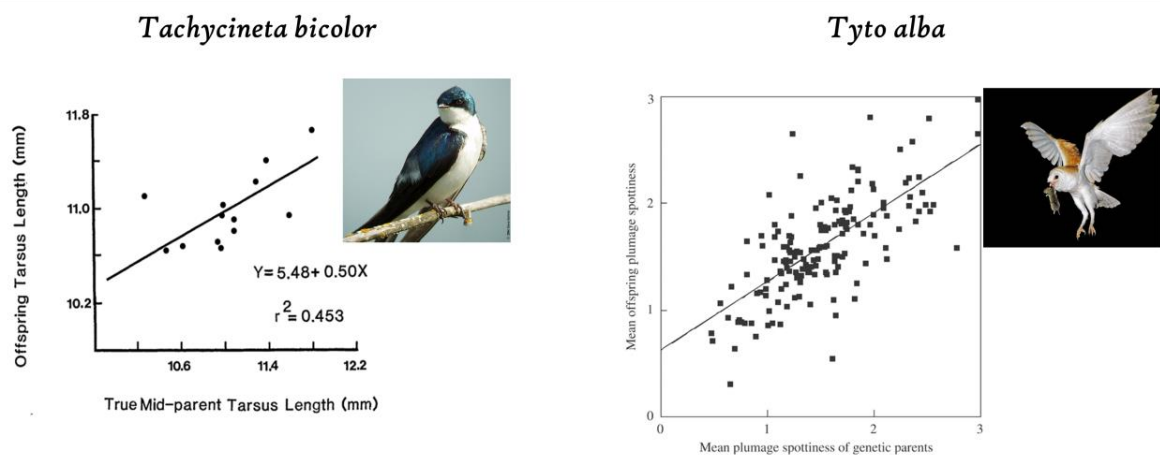 Tachycineta bicolor
Offspring Tarsus Length (mm)
11.8
11.0
10.2
Y=5.48+0.50X
r²=0.453
10.6 11.4 12.2
True Mid-parent Tarsus Length (mm)
Tyto alba
Mean offspring plumage spottiness
3
2
1
0
0 1 2 3
Mean plumage spottiness of genetic parents